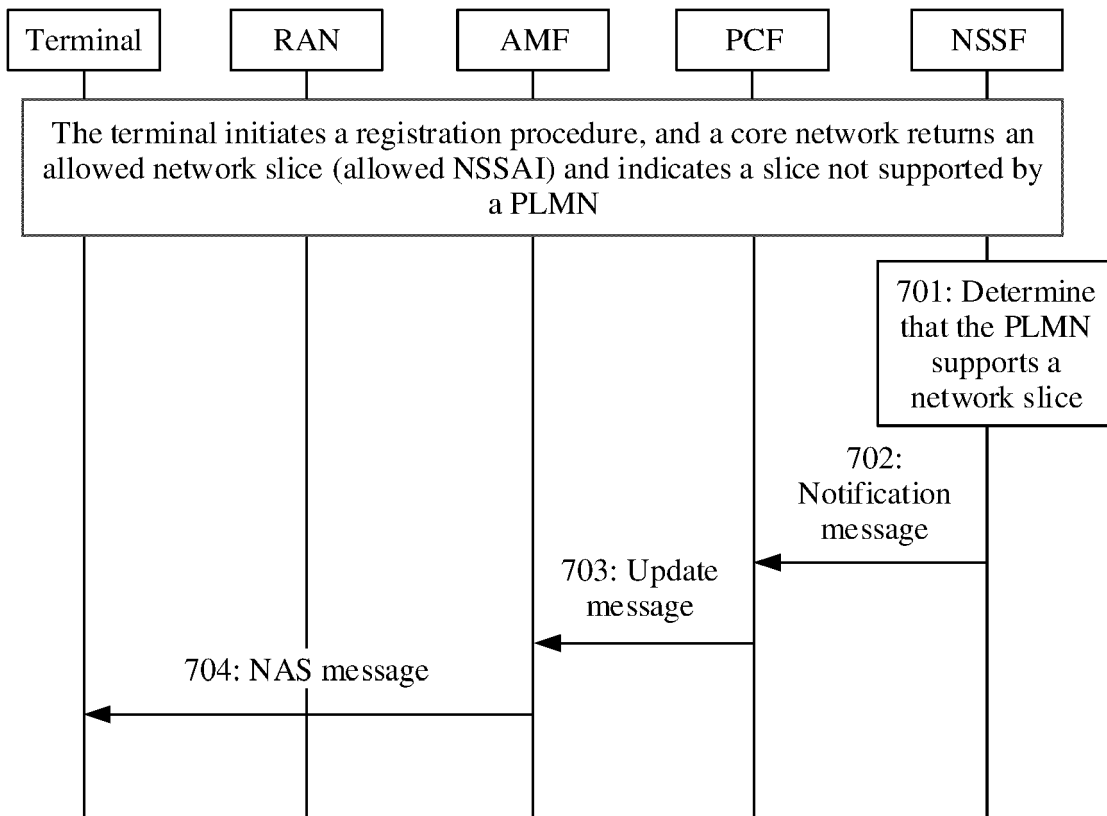 Terminal
RAN
AMF
PCF
NSSF
The terminal initiates a registration procedure, and a core network returns an
allowed network slice (allowed NSSAI) and indicates a slice not supported by
a PLMN
701: Determine
that the PLMN
supports a
network slice
702:
Notification
message
703: Update
message
704: NAS message